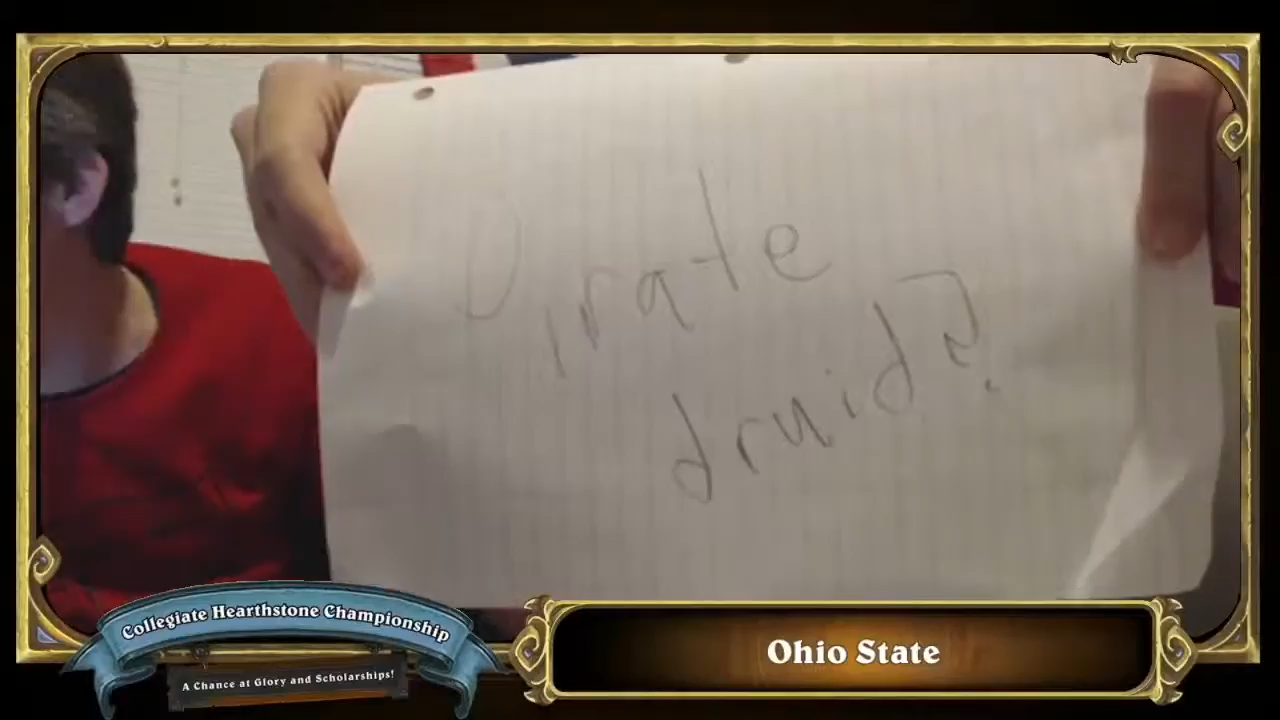 Pirate
druid?
Collegiate Hearthstone Championship
A Chance at Glory and Scholarships!
Ohio State